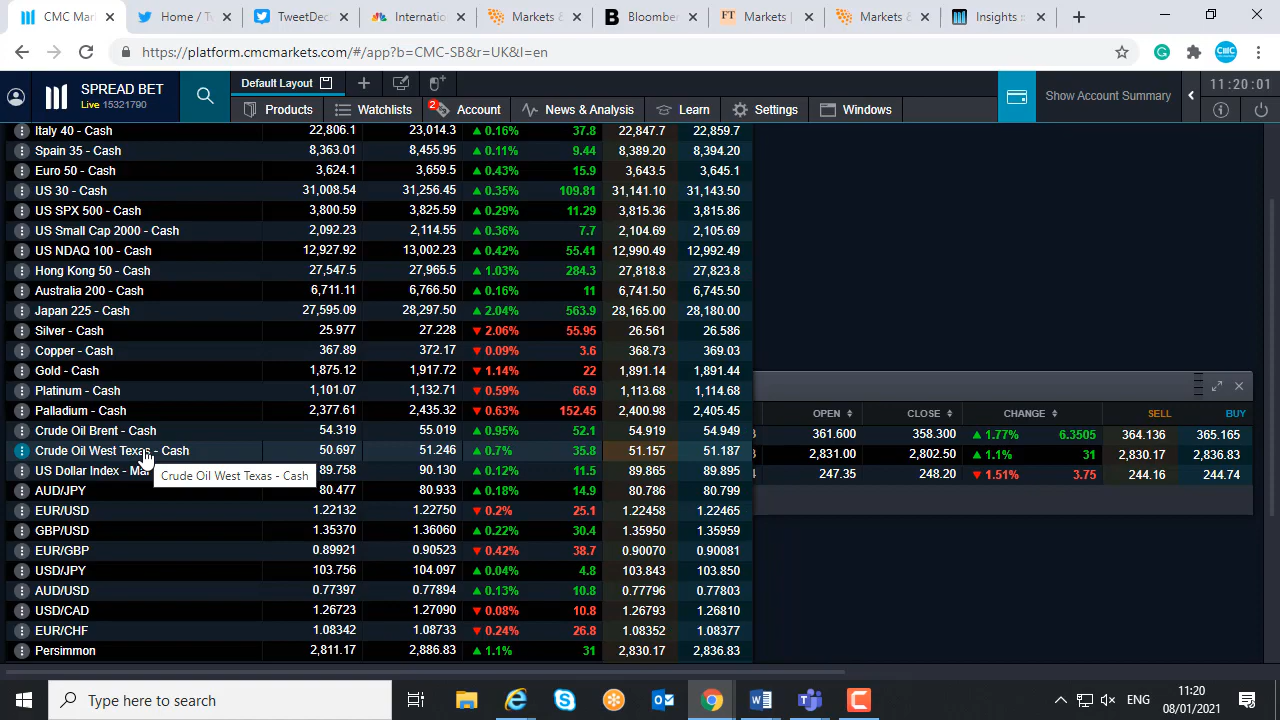 CMC Mar
Home / Tw
TweetDec
Internatio
Markets &
Bloomber
FT Markets |
Markets &
Insights
https://platform.cmcmarkets.com/#/app?b=CMC-SB&r=UK&l=en
CMC
SPREAD BET
Live 15321790
Default Layout
11:20:01
Products Watchlists 2 Account News & Analysis Learn Settings Windows
Show Account Summary
Italy 40 - Cash 22,806.1 23,014.3 0.16% 37.8 22,847.7 22,859.7
Spain 35 - Cash 8,363.01 8,455.95 0.11% 9.44 8,389.20 8,394.20
Euro 50 - Cash 3,624.1 3,659.5 0.43% 15.9 3,643.5 3,645.1
US 30 - Cash 31,008.54 31,256.45 0.35% 109.81 31,141.10 31,143.50
US SPX 500 - Cash 3,800.59 3,825.59 0.29% 11.29 3,815.36 3,815.86
US Small Cap 2000 - Cash 2,092.23 2,114.55 0.36% 7.7 2,104.69 2,105.69
US NDAQ 100 - Cash 12,927.92 13,002.23 0.42% 55.41 12,990.49 12,992.49
Hong Kong 50 - Cash 27,547.5 27,965.5 1.03% 284.3 27,818.8 27,823.8
Australia 200 - Cash 6,711.11 6,766.50 0.16% 11 6,741.50 6,745.50
Japan 225 - Cash 27,595.09 28,297.50 2.04% 563.9 28,165.00 28,180.00
Silver - Cash 25.977 27.228 2.06% 55.95 26.561 26.586
Copper - Cash 367.89 372.17 0.09% 3.6 368.73 369.03
Gold - Cash 1,875.12 1,917.72 1.14% 22 1,891.14 1,891.44
Platinum - Cash 1,101.07 1,132.71 0.59% 66.9 1,113.68 1,114.68
Palladium - Cash 2,377.61 2,435.32 0.63% 152.45 2,400.98 2,405.45
Crude Oil Brent - Cash 54.319 55.019 0.95% 52.1 54.919 54.949
Crude Oil West Texas - Cash 50.697 51.246 0.7% 35.8 51.157 51.187
US Dollar Index - Ma 89.758 90.130 0.12% 11.5 89.865 89.895
Crude Oil West Texas - Cash
AUD/JPY 80.477 80.933 0.18% 14.9 80.786 80.799
EUR/USD 1.22132 1.22750 0.2% 25.1 1.22458 1.22465
GBP/USD 1.35370 1.36060 0.22% 30.4 1.35950 1.35959
EUR/GBP 0.89921 0.90523 0.42% 38.7 0.90070 0.90081
USD/JPY 103.756 104.097 0.04% 4.8 103.843 103.850
AUD/USD 0.77397 0.77894 0.13% 10.8 0.77796 0.77803
USD/CAD 1.26723 1.27090 0.08% 10.8 1.26793 1.26810
EUR/CHF 1.08342 1.08733 0.24% 26.8 1.08352 1.08377
Persimmon 2,811.17 2,886.83 1.1% 31 2,830.17 2,836.83
OPEN CLOSE CHANGE SELL BUY
361.600 358.300 1.77% 6.3505 364.136 365.165
2,831.00 2,802.50 1.1% 31 2,830.17 2,836.83
247.35 248.20 1.51% 3.75 244.16 244.74
Type here to search
ENG
11:20
08/01/2021